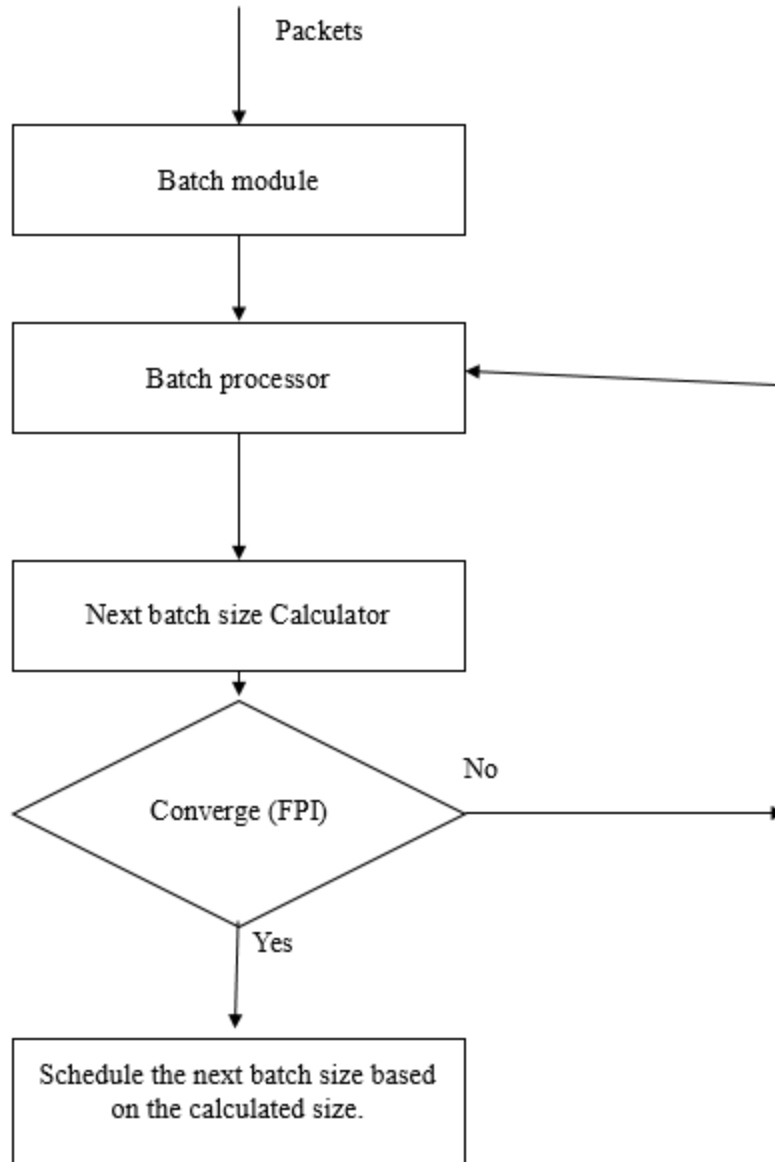 Packets
Batch module
Batch processor
Next batch size Calculator
Converge (FPI)
No
Yes
Schedule the next batch size based
on the calculated size.